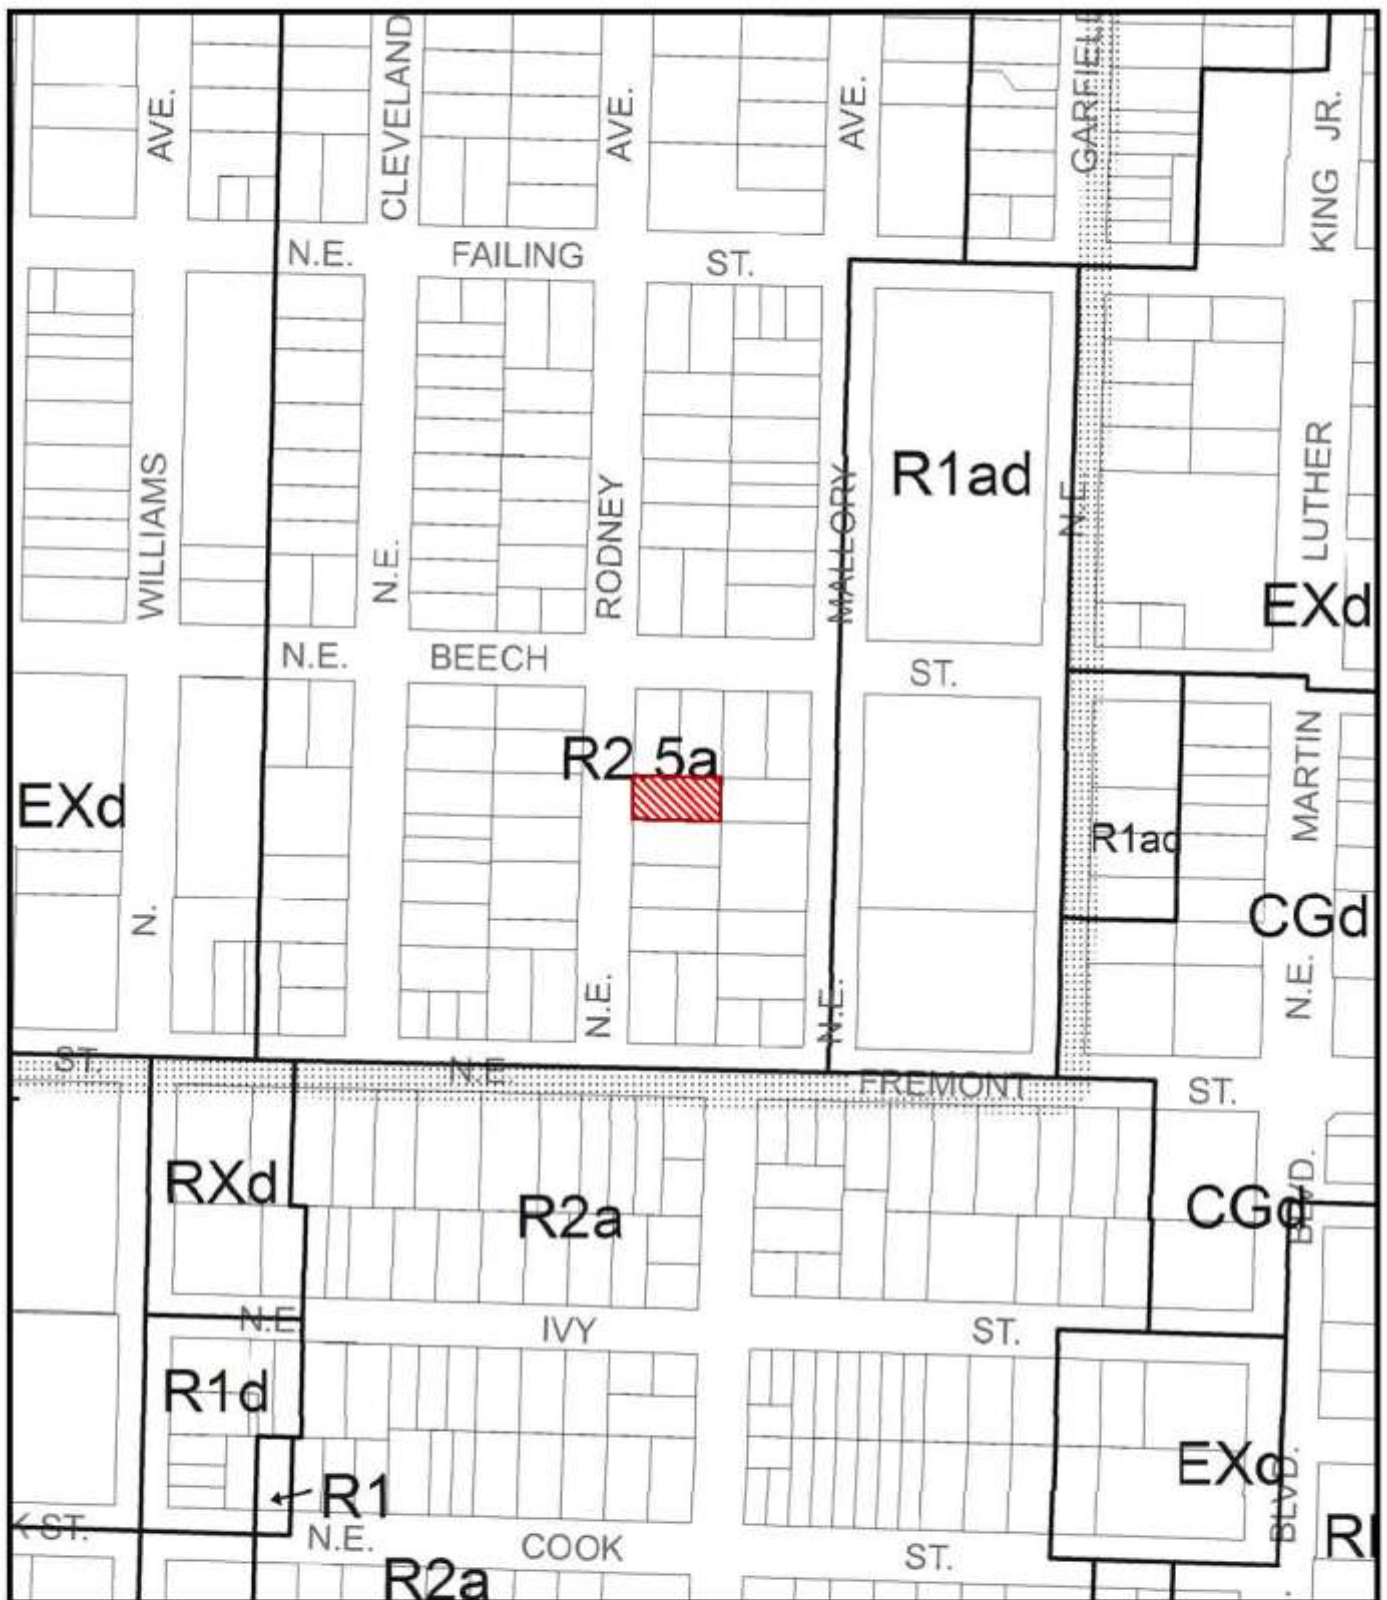 CLEVELAND
GARFIELD
AVE.
AVE.
AVE.
KING JR.
N.E. FAILING ST.
R1ad
WILLIAMS
N.E.
RODNEY
MALLORY
N.E.
LUTHER
EXd
N.E. BEECH ST.
R2.5a
EXd
MARTIN
R1ad
CGd
N.
N.E.
N.E.
N.E.
ST. N.E. FREMONT ST.
RXd
R2a
CGd
BLVD.
N.E. IVY ST.
R1d
EXd
R1
BLVD.
K ST. N.E. COOK ST.
R2a